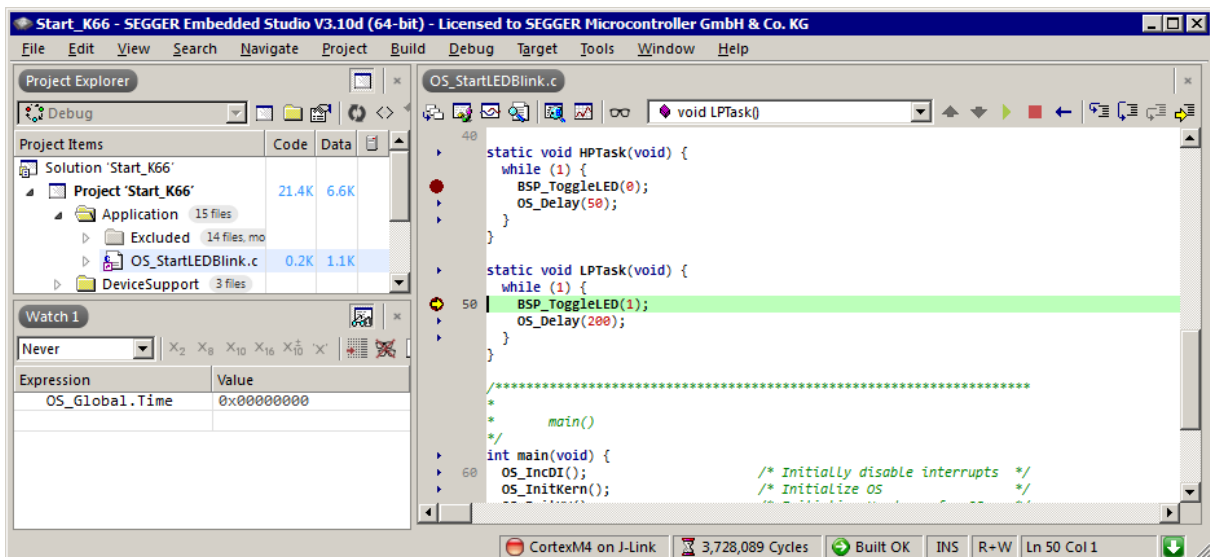 Start_K66 - SEGGER Embedded Studio V3.10d (64-bit) - Licensed to SEGGER Microcontroller GmbH & Co. KG
File Edit View Search Navigate Project Build Debug Target Tools Window Help
Project Explorer
Debug
Project Items Code Data
Solution 'Start_K66'
Project 'Start_K66' 21.4K 6.6K
Application 15 files
Excluded 14 files, mo
OS_StartLEDBlink.c 0.2K 1.1K
DeviceSupport 3 files
Watch 1
Never x2 x8 x10 x16 x±10 'x'
Expression Value
OS_Global.Time 0x00000000
OS_StartLEDBlink.c
void LPTask()
40
static void HPTask(void) {
while (1) {
BSP_ToggleLED(0);
OS_Delay(50);
}
}
static void LPTask(void) {
while (1) {
50 BSP_ToggleLED(1);
OS_Delay(200);
}
}
/*********************************************************************
*
* main()
*/
int main(void) {
60 OS_IncDI(); /* Initially disable interrupts */
OS_InitKern(); /* Initialize OS */
CortexM4 on J-Link 3,728,089 Cycles Built OK INS R+W Ln 50 Col 1